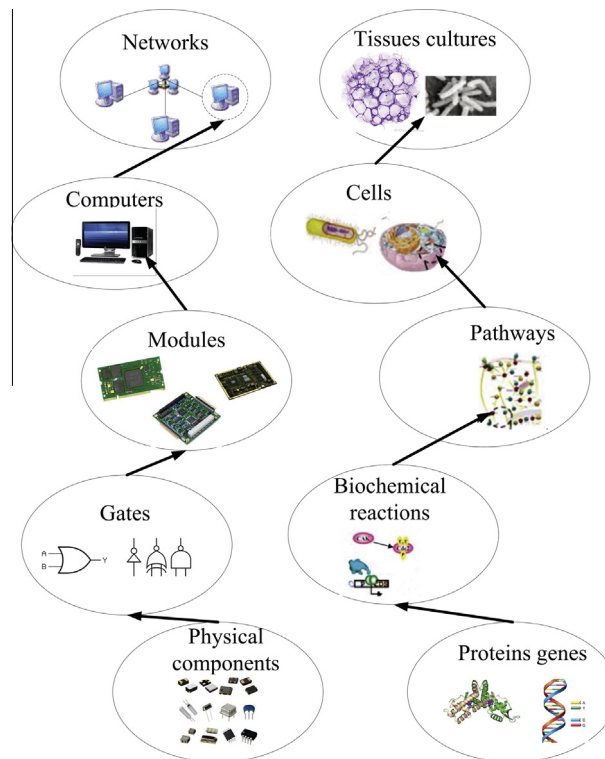 Networks
Tissues cultures
Computers
Cells
Modules
Pathways
Gates
A
B
Y
Biochemical
reactions
Physical
components
Proteins genes